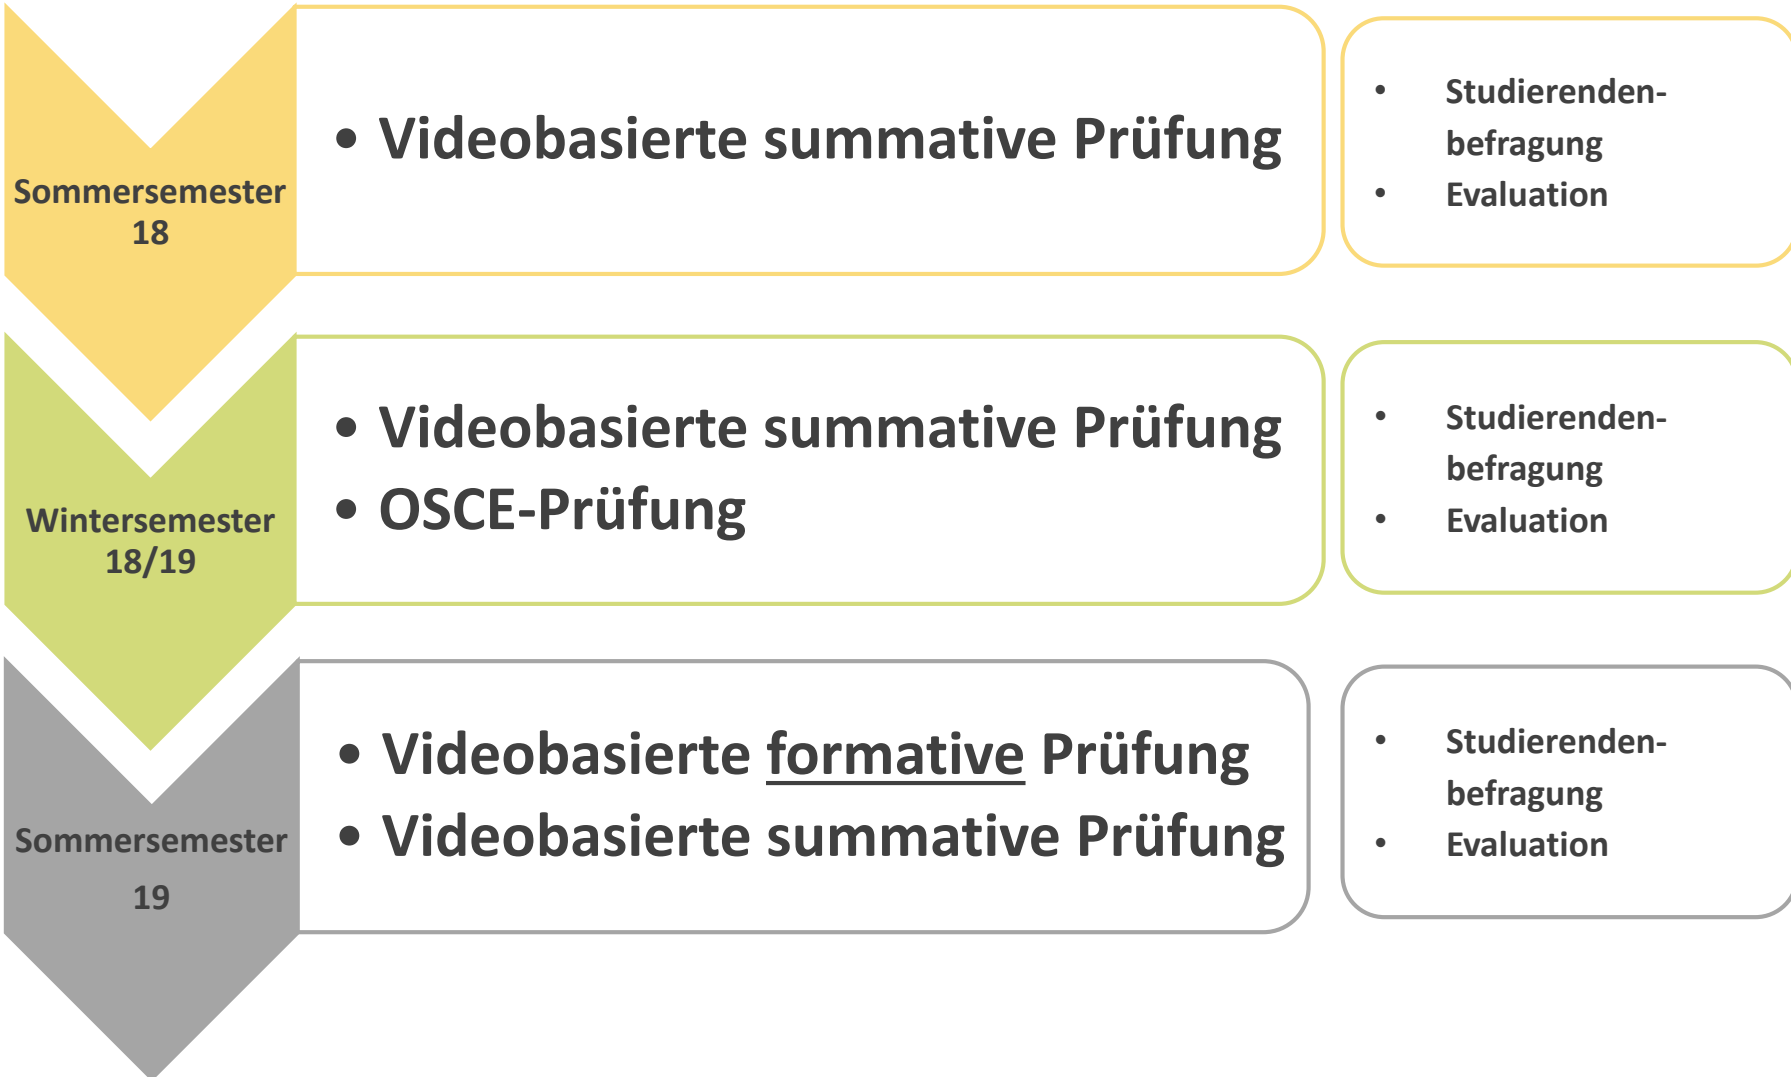 Sommersemester
18
• Videobasierte summative Prüfung
• Studierenden-
befragung
• Evaluation
Wintersemester
18/19
• Videobasierte summative Prüfung
• OSCE-Prüfung
• Studierenden-
befragung
• Evaluation
Sommersemester
19
• Videobasierte formative Prüfung
• Videobasierte summative Prüfung
• Studierenden-
befragung
• Evaluation